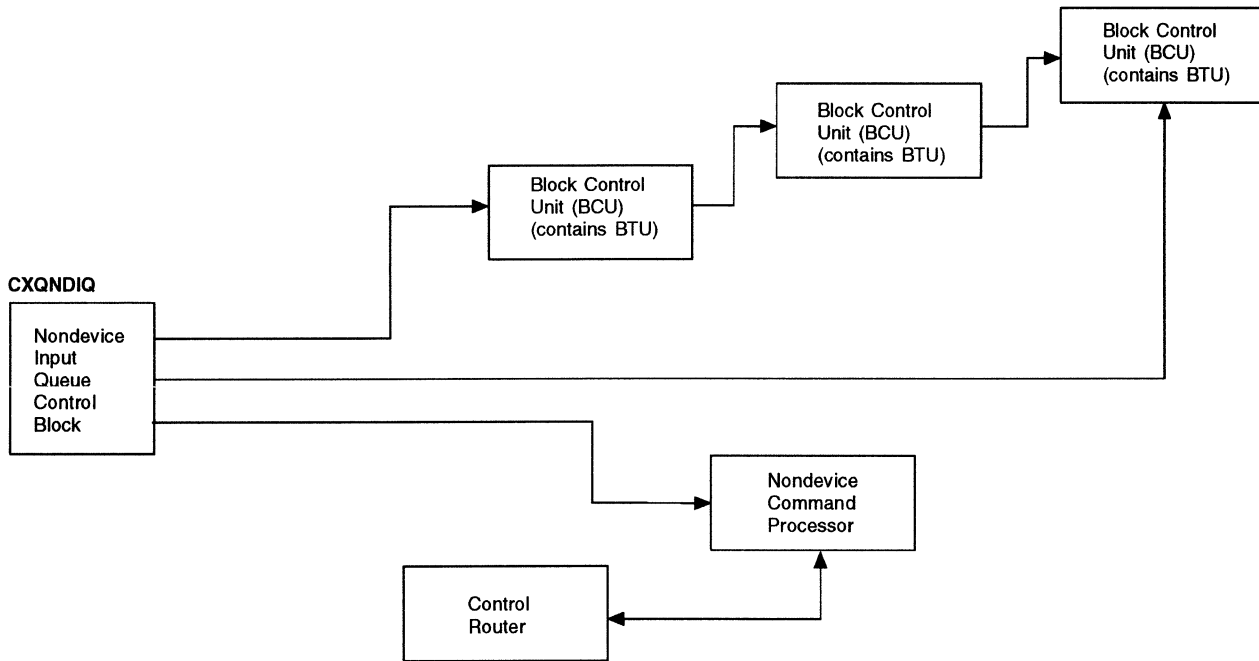 Block Control
Unit (BCU)
(contains BTU)
Block Control
Unit (BCU)
(contains BTU)
Block Control
Unit (BCU)
(contains BTU)
CXQNDIQ
Nondevice
Input
Queue
Control
Block
Nondevice
Command
Processor
Control
Router